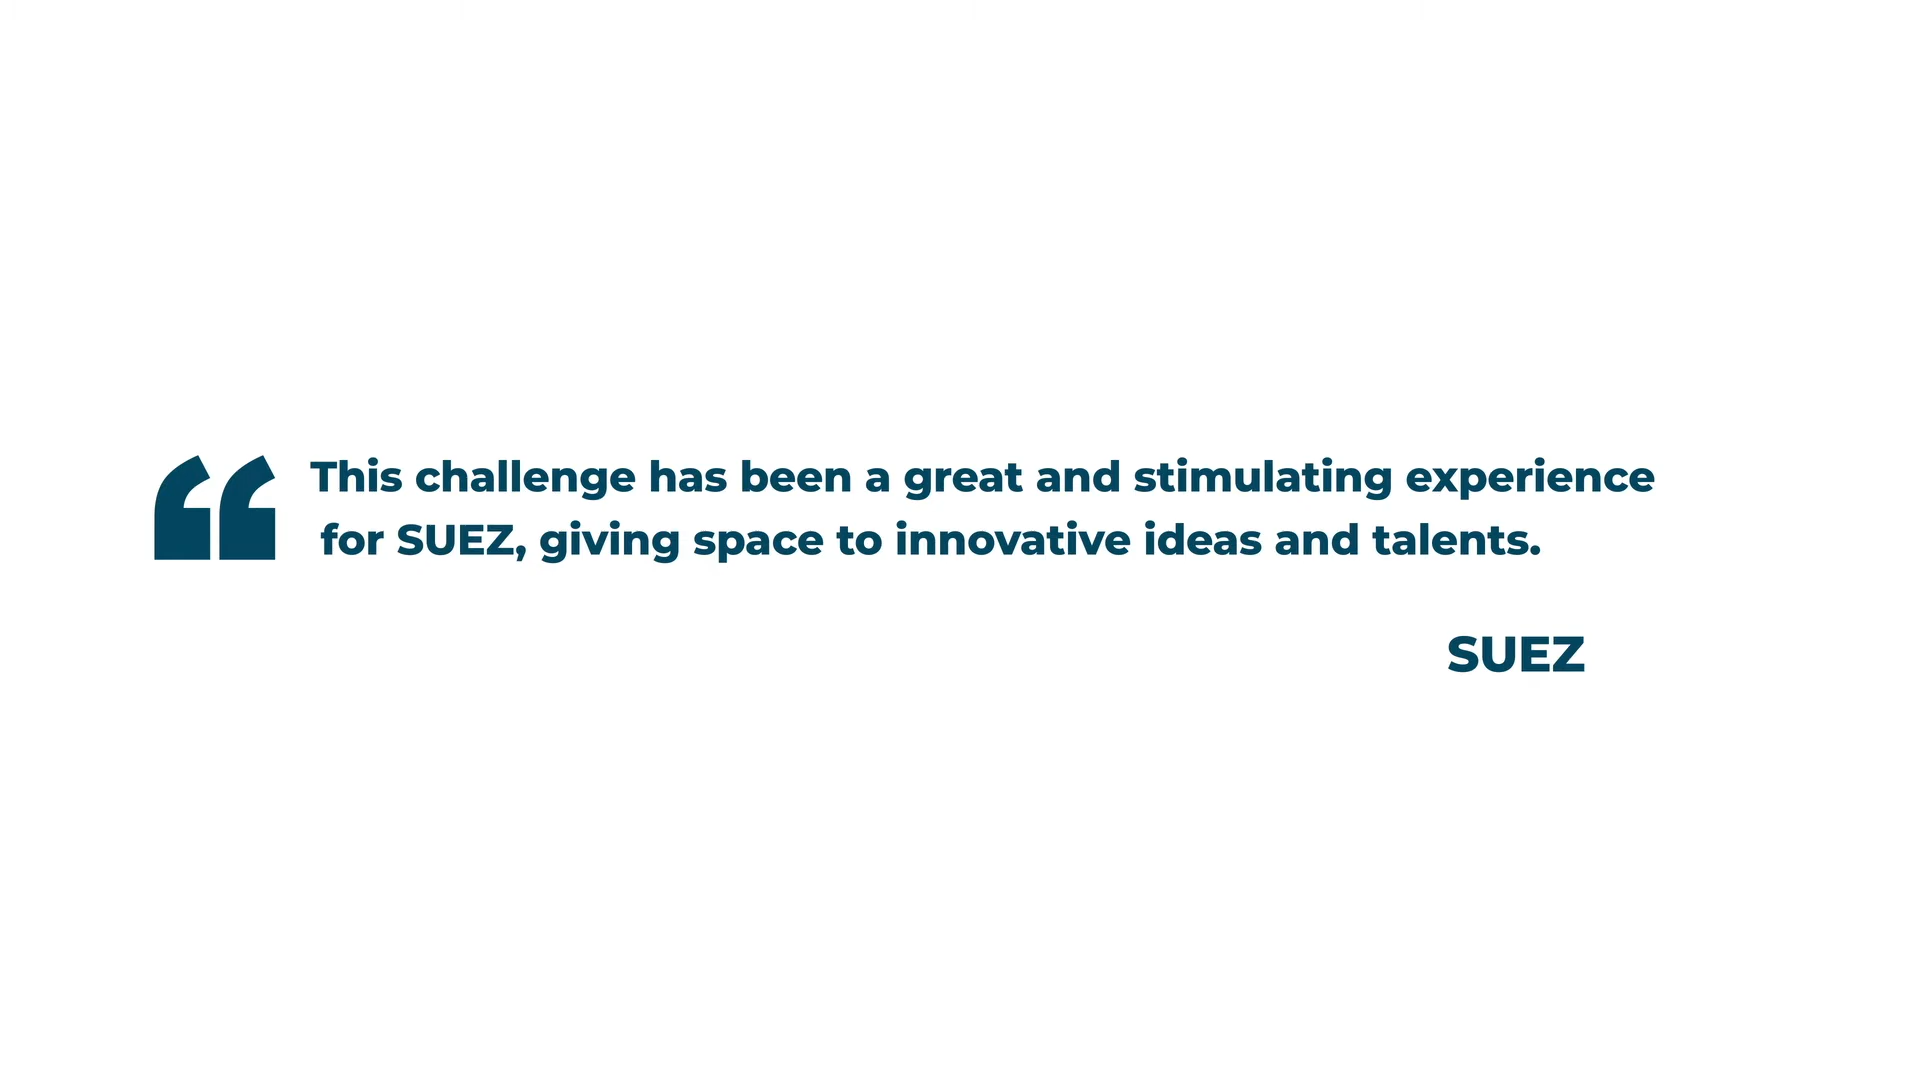 This challenge has been a great and stimulating experience
for SUEZ, giving space to innovative ideas and talents.
SUEZ